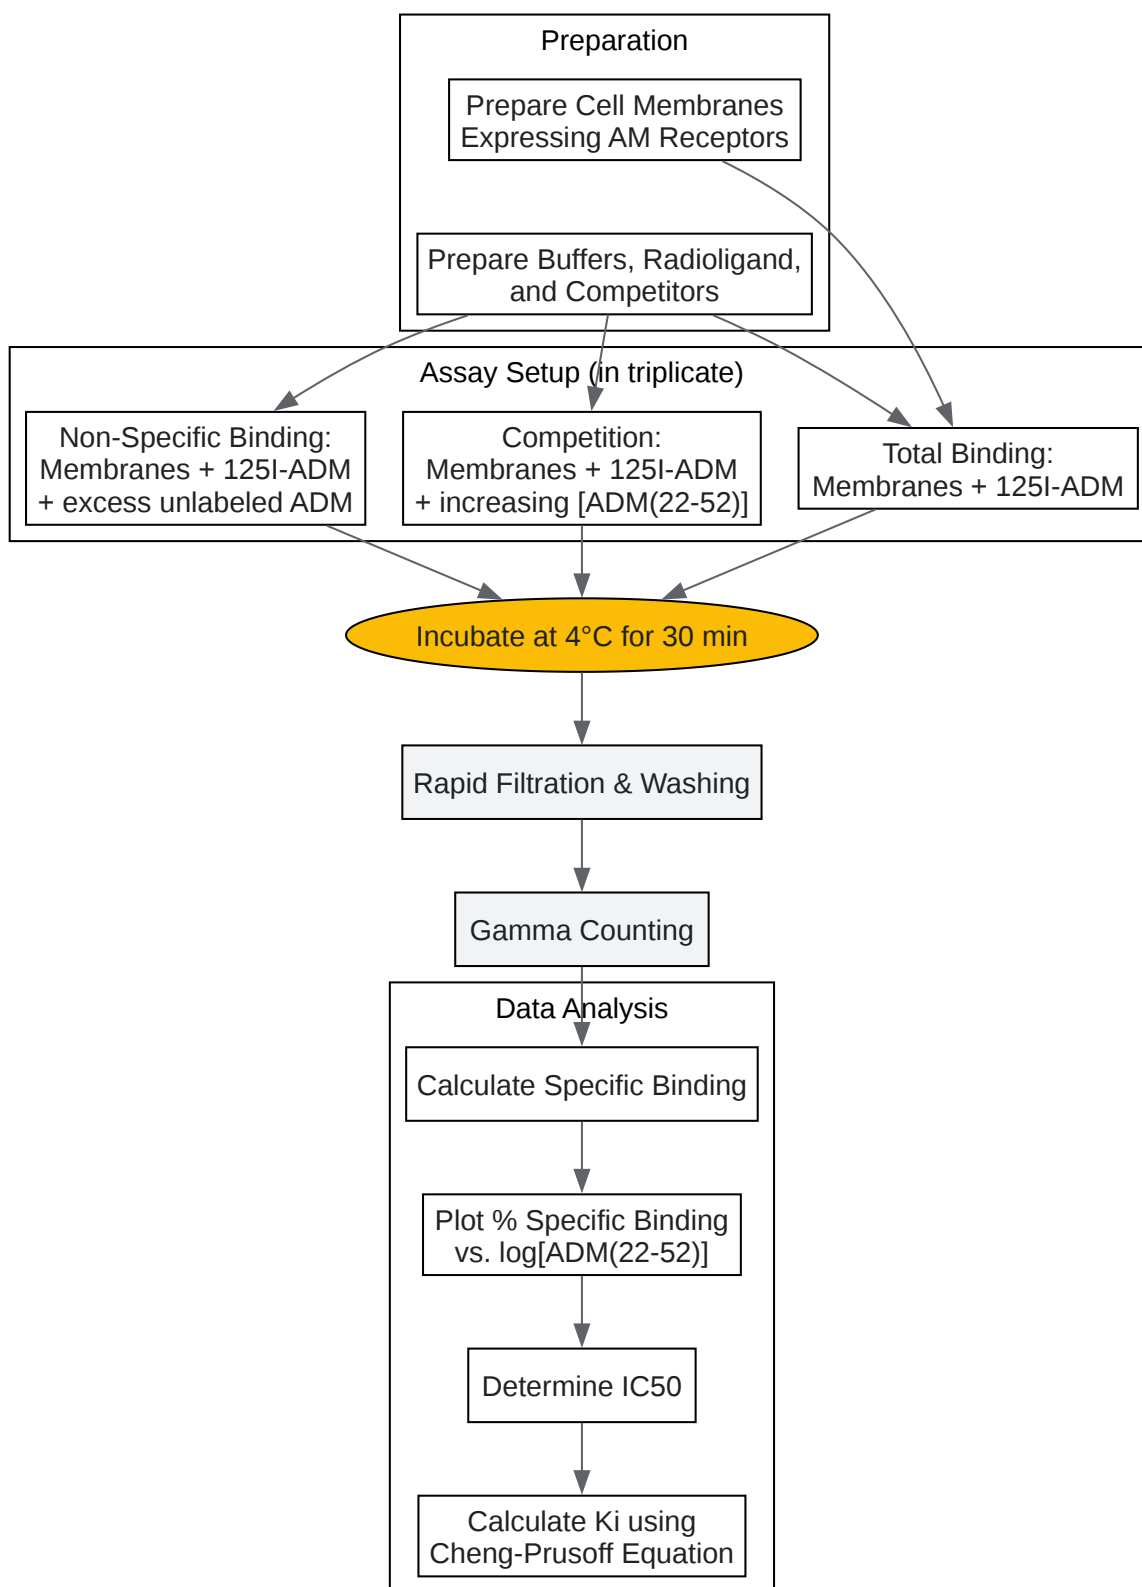 Preparation
Prepare Cell Membranes
Expressing AM Receptors
Prepare Buffers, Radioligand,
and Competitors
Assay Setup (in triplicate)
Non-Specific Binding:
Membranes + 125I-ADM
+ excess unlabeled ADM
Competition:
Membranes + 125I-ADM
+ increasing [ADM(22-52)]
Total Binding:
Membranes + 125I-ADM
Incubate at 4°C for 30 min
Rapid Filtration & Washing
Gamma Counting
Data Analysis
Calculate Specific Binding
Plot % Specific Binding
vs. log[ADM(22-52)]
Determine IC50
Calculate Ki using
Cheng-Prusoff Equation